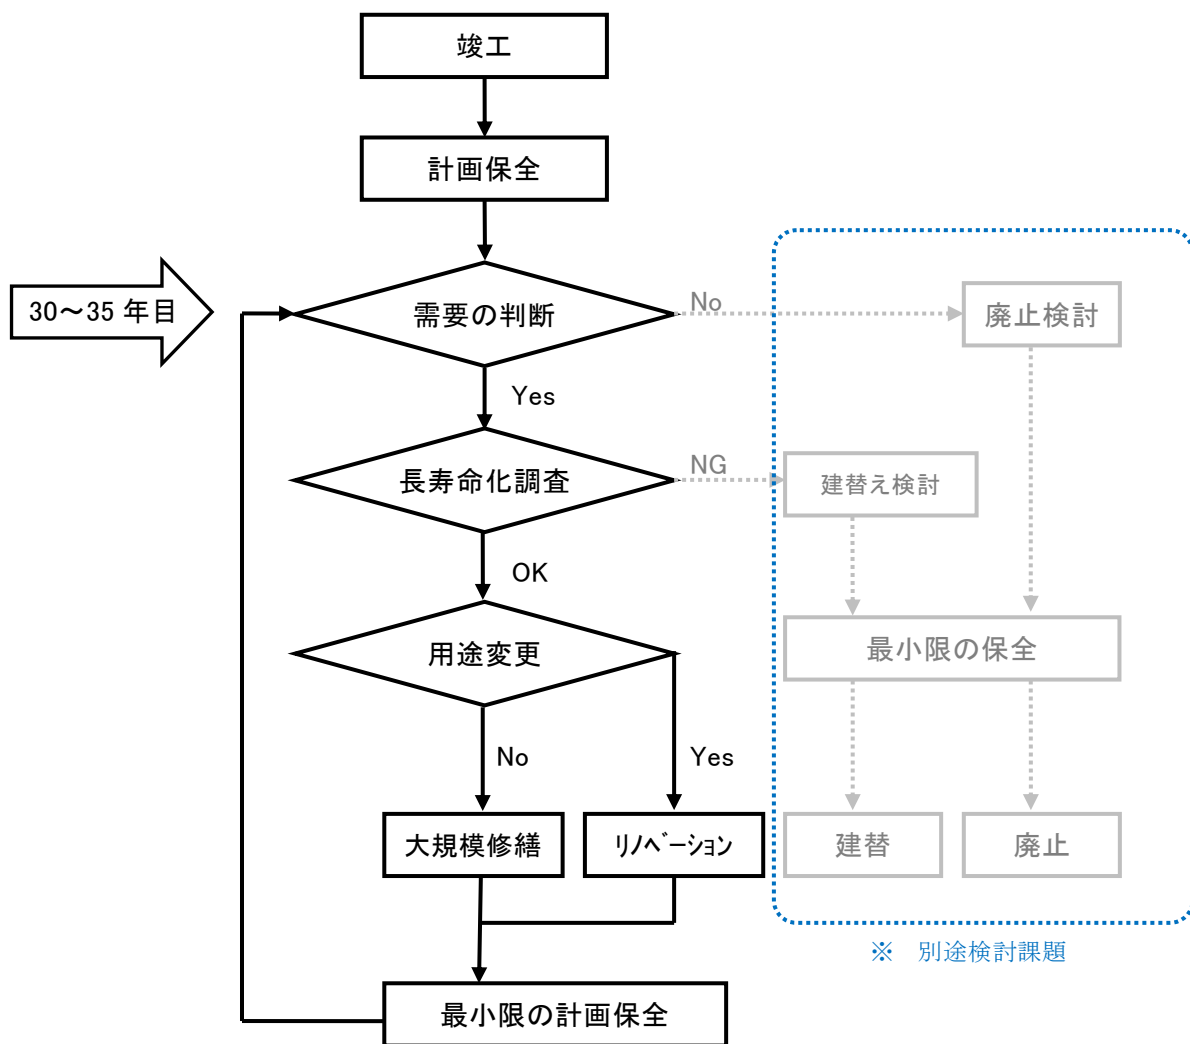 竣工
計画保全
30～35 年目
需要の判断
No
廃止検討
Yes
長寿命化調査
NG
建替え検討
OK
用途変更
最小限の保全
No
Yes
大規模修繕
ﾘﾉﾍﾞｰｼｮﾝ
建替
廃止
※　別途検討課題
最小限の計画保全